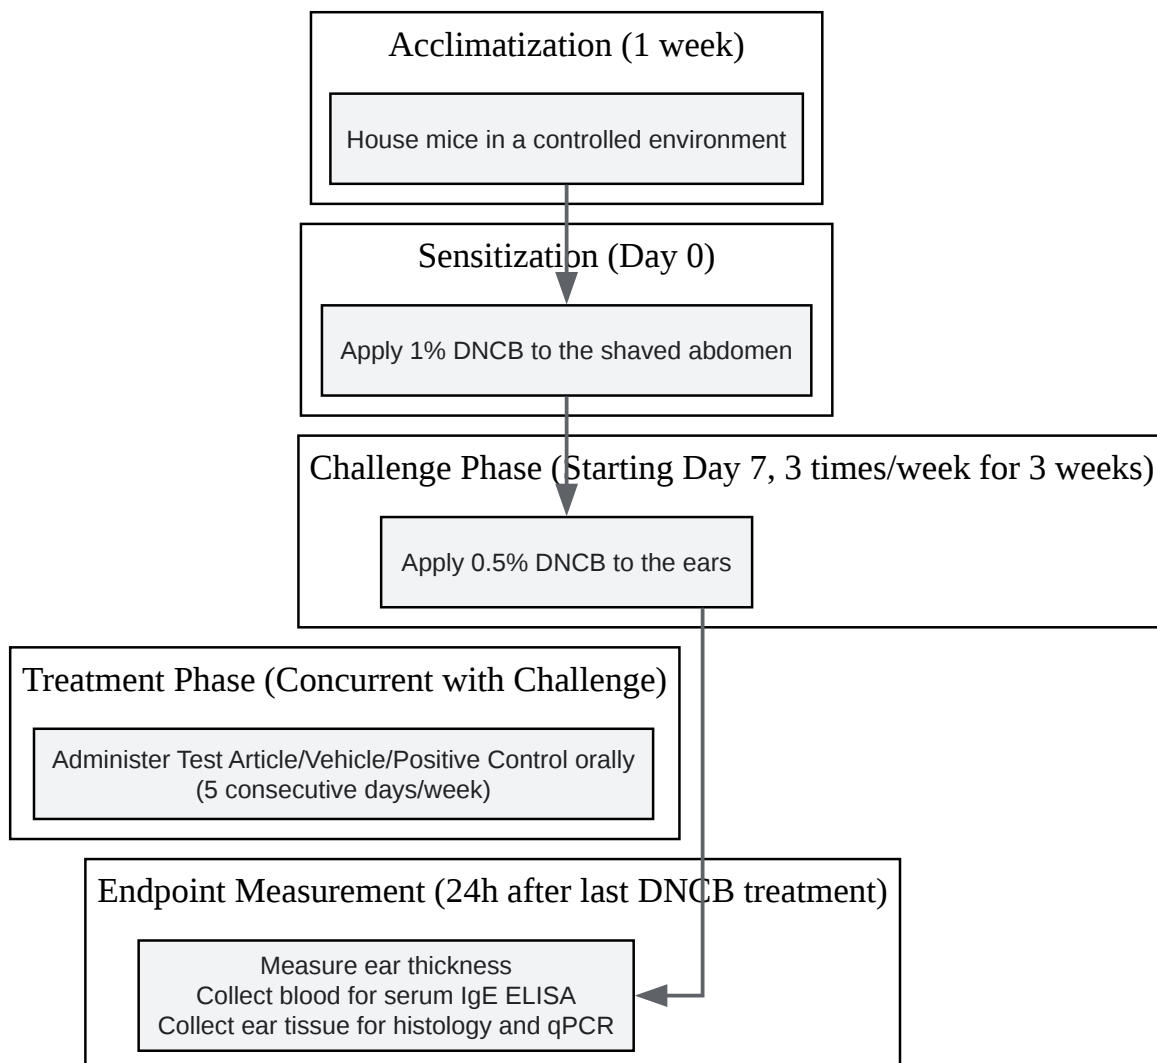 Acclimatization (1 week)
House mice in a controlled environment
Sensitization (Day 0)
Apply 1% DNCB to the shaved abdomen
Challenge Phase (Starting Day 7, 3 times/week for 3 weeks)
Apply 0.5% DNCB to the ears
Treatment Phase (Concurrent with Challenge)
Administer Test Article/Vehicle/Positive Control orally
(5 consecutive days/week)
Endpoint Measurement (24h after last DNCB treatment)
Measure ear thickness
Collect blood for serum IgE ELISA
Collect ear tissue for histology and qPCR